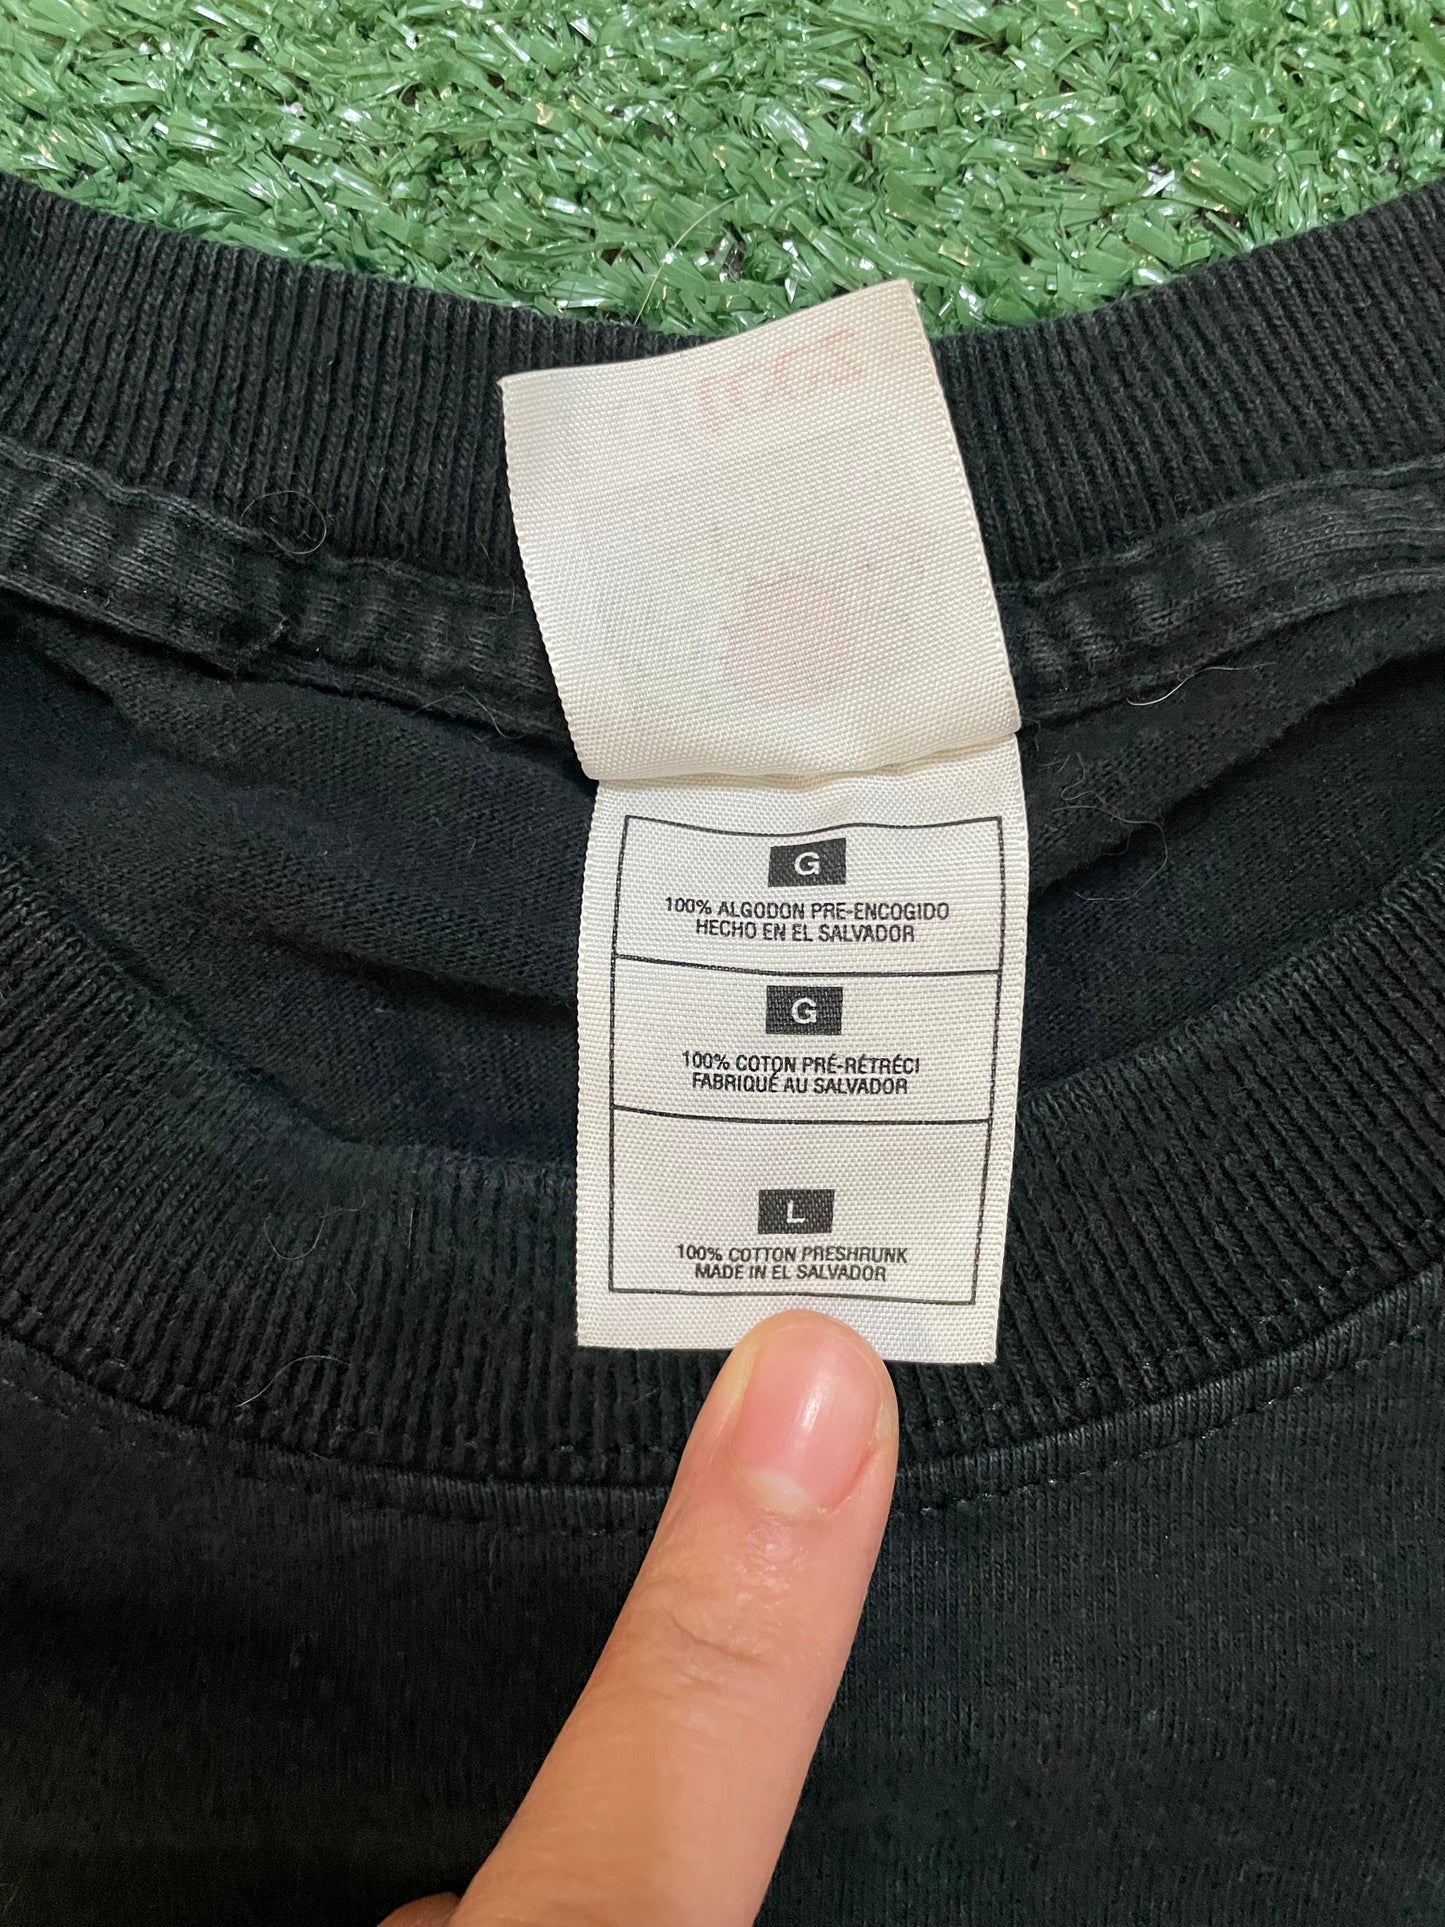 G
100% ALGODON PRE-ENCOGIDO
HECHO EN EL SALVADOR
G
100% COTON PRÉ-RÉTRÉCI
FABRIQUÉ AU SALVADOR
L
100% COTTON PRESHRUNK
MADE IN EL SALVADOR